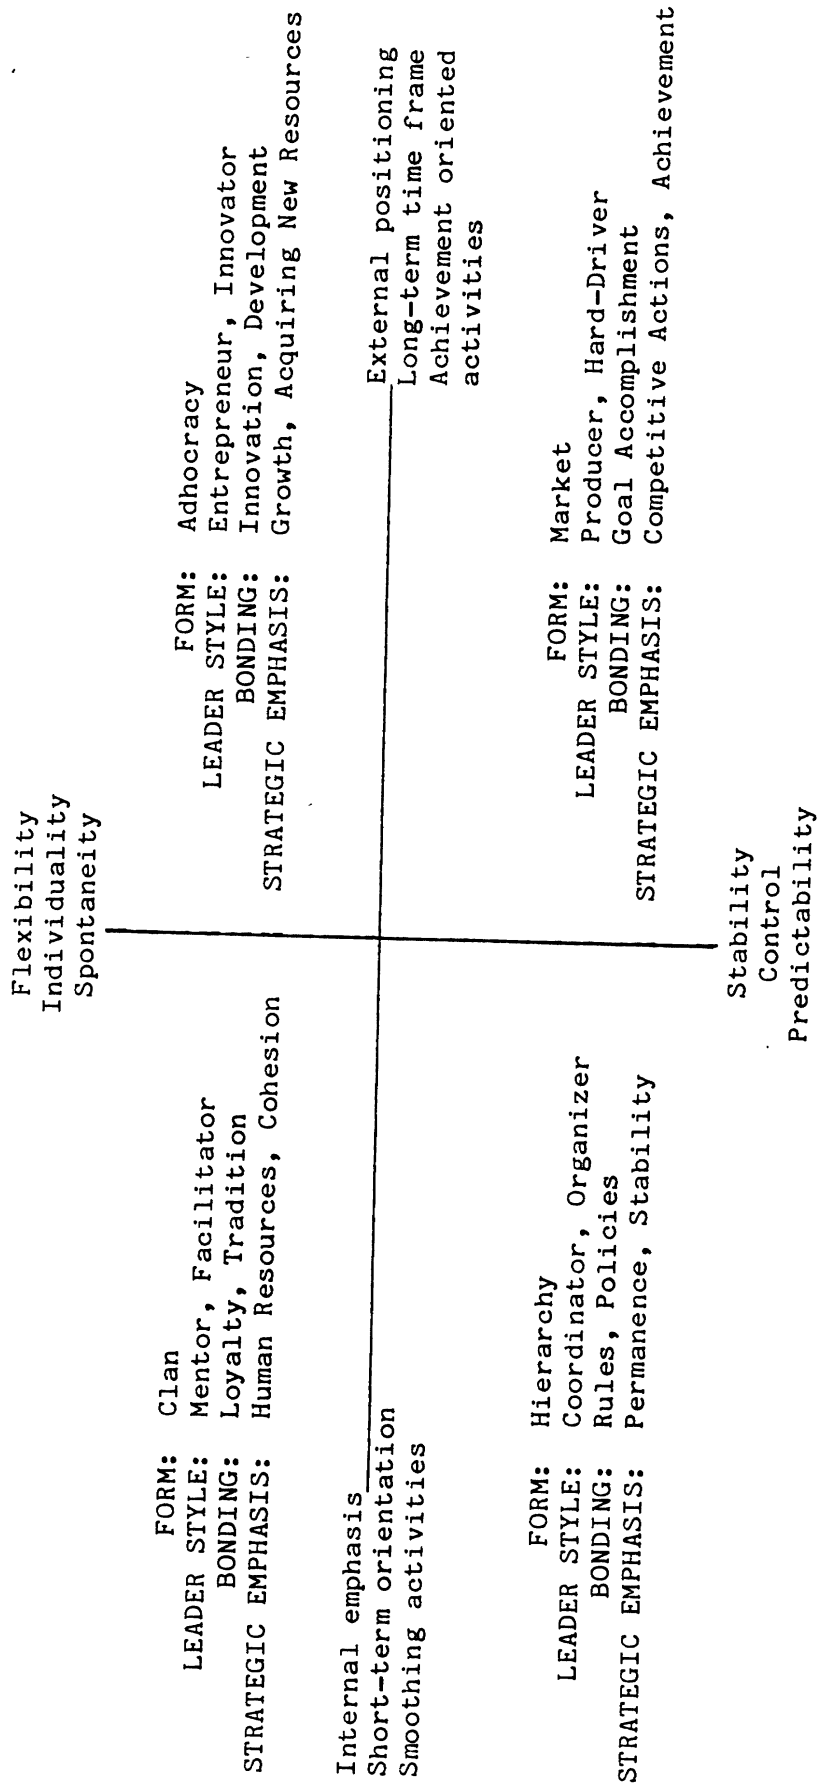 Flexibility
Individuality
Spontaneity
FORM: Clan
LEADER STYLE: Mentor, Facilitator
BONDING: Loyalty, Tradition
STRATEGIC EMPHASIS: Human Resources, Cohesion
FORM: Adhocracy
LEADER STYLE: Entrepreneur, Innovator
BONDING: Innovation, Development
STRATEGIC EMPHASIS: Growth, Acquiring New Resources
Internal emphasis
Short-term orientation
Smoothing activities
External positioning
Long-term time frame
Achievement oriented
activities
FORM: Hierarchy
LEADER STYLE: Coordinator, Organizer
BONDING: Rules, Policies
STRATEGIC EMPHASIS: Permanence, Stability
FORM: Market
LEADER STYLE: Producer, Hard-Driver
BONDING: Goal Accomplishment
STRATEGIC EMPHASIS: Competitive Actions, Achievement
Stability
Control
Predictability